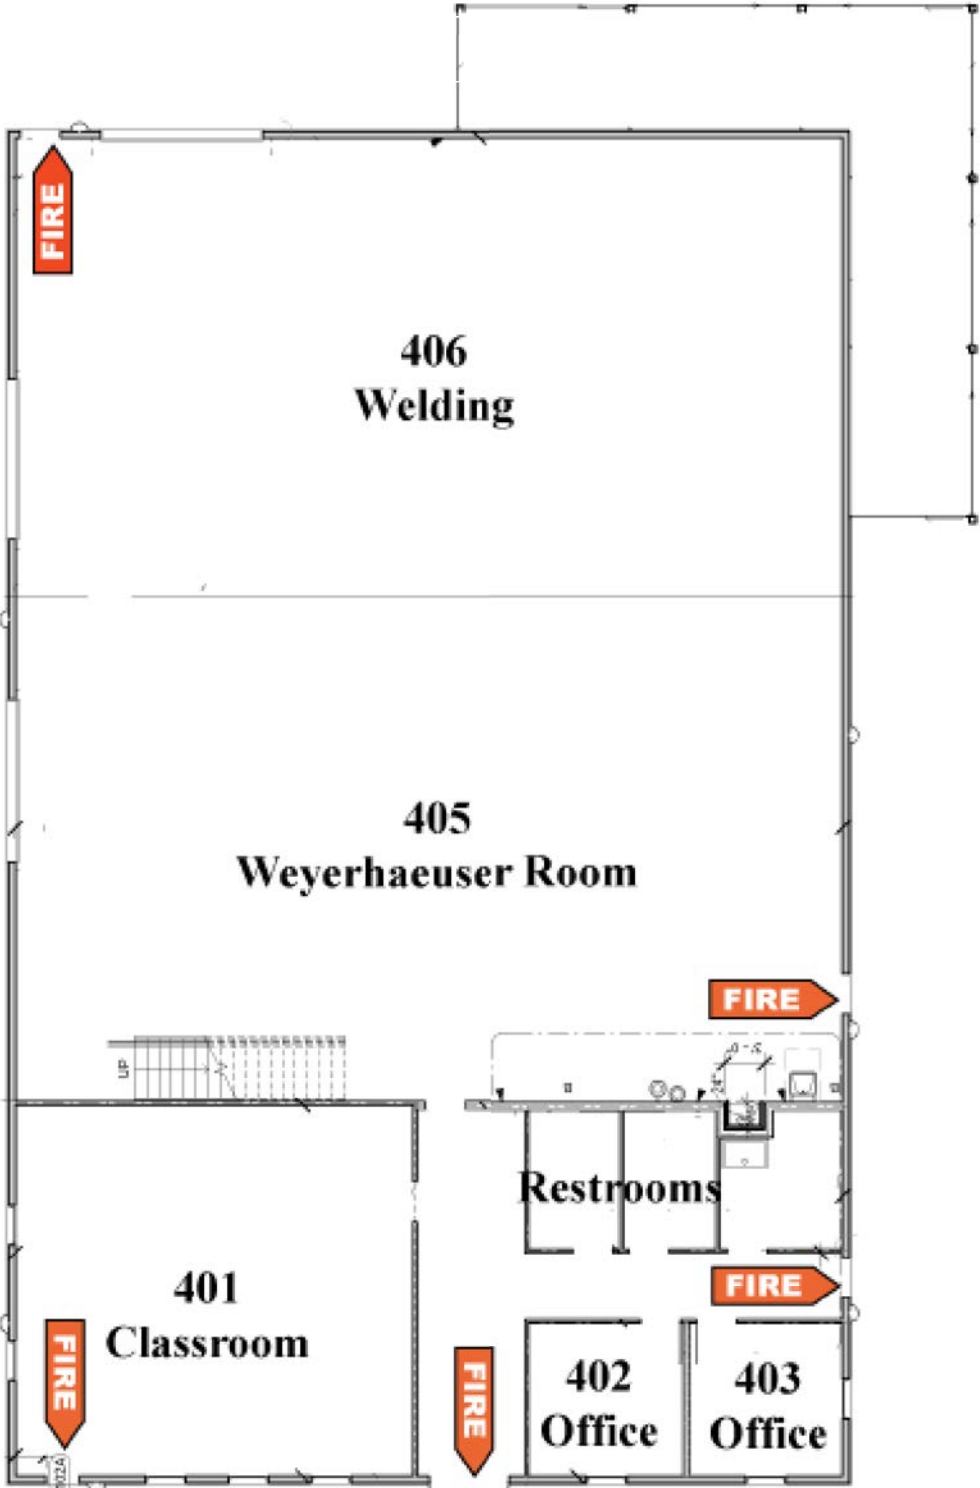 FIRE
406
Welding
405
Weyerhaeuser Room
FIRE
UP
Restrooms
FIRE
401
Classroom
FIRE
FIRE
402
Office
403
Office